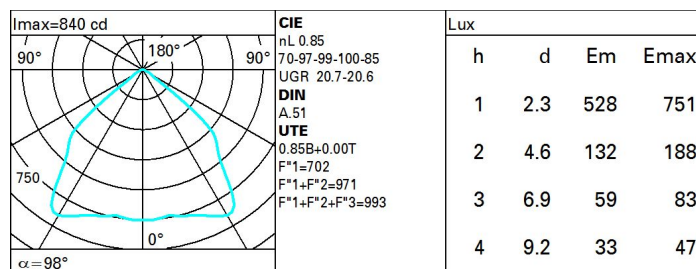 Imax=840 cd
90° 180° 90°
750
0°
α=98°
CIE
nL 0.85
70-97-99-100-85
UGR 20.7-20.6
DIN
A.51
UTE
0.85B+0.00T
F"1=702
F"1+F"2=971
F"1+F"2+F"3=993
Lux
h d Em Emax
1 2.3 528 751
2 4.6 132 188
3 6.9 59 83
4 9.2 33 47